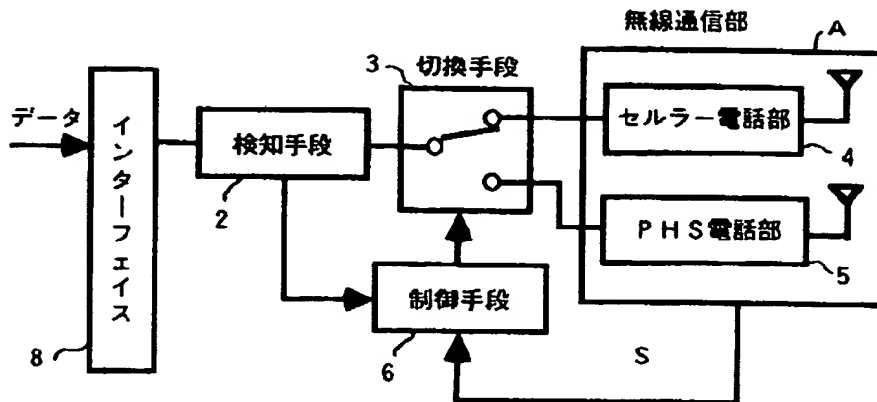 無線通信部
A
3 切換手段
データ
インターフェイス
検知手段
セルラー電話部
4
2
PHS電話部
5
制御手段
6
S
8